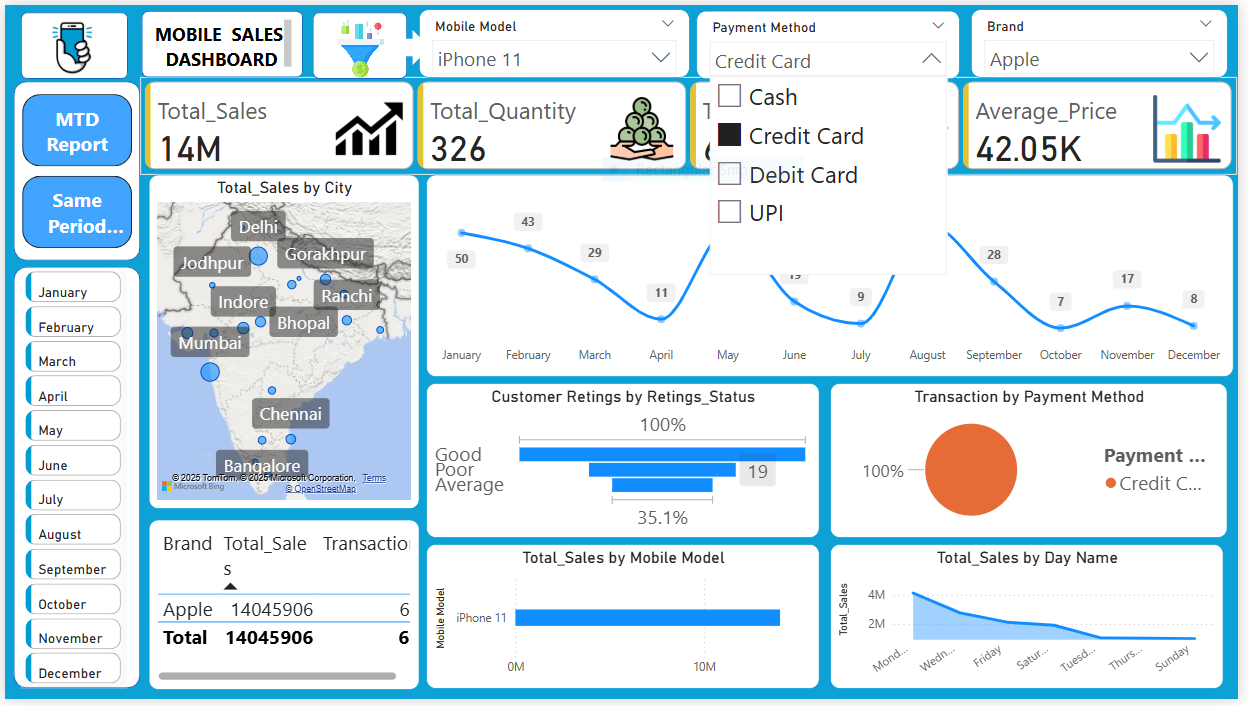 MOBILE SALES
DASHBOARD
Mobile Model
iPhone 11
Payment Method
Credit Card
Cash
Credit Card
Debit Card
UPI
Brand
Apple
MTD
Report
Same
Period...
Total_Sales
14M
Total_Quantity
326
Average_Price
42.05K
January
February
March
April
May
June
July
August
September
October
November
December
Total_Sales by City
Delhi
Gorakhpur
Jodhpur
Indore
Ranchi
Bhopal
Mumbai
Chennai
Bangalore
© 2025 TomTom, © 2025 Microsoft Corporation, Terms
Microsoft Bing
© OpenStreetMap
50
43
29
11
19
9
28
7
17
8
January February March April May June July August September October November December
Customer Retings by Retings_Status
100%
Good
Poor
Average
19
35.1%
Transaction by Payment Method
100%
Payment ...
Credit C...
Brand Total_Sale Transactio
s
Apple 14045906 6
Total 14045906 6
Total_Sales by Mobile Model
Mobile Model
iPhone 11
0M 10M
Total_Sales by Day Name
Total_Sales
4M
2M
Mond... Wedn... Friday Satur... Tuesd... Thurs... Sunday